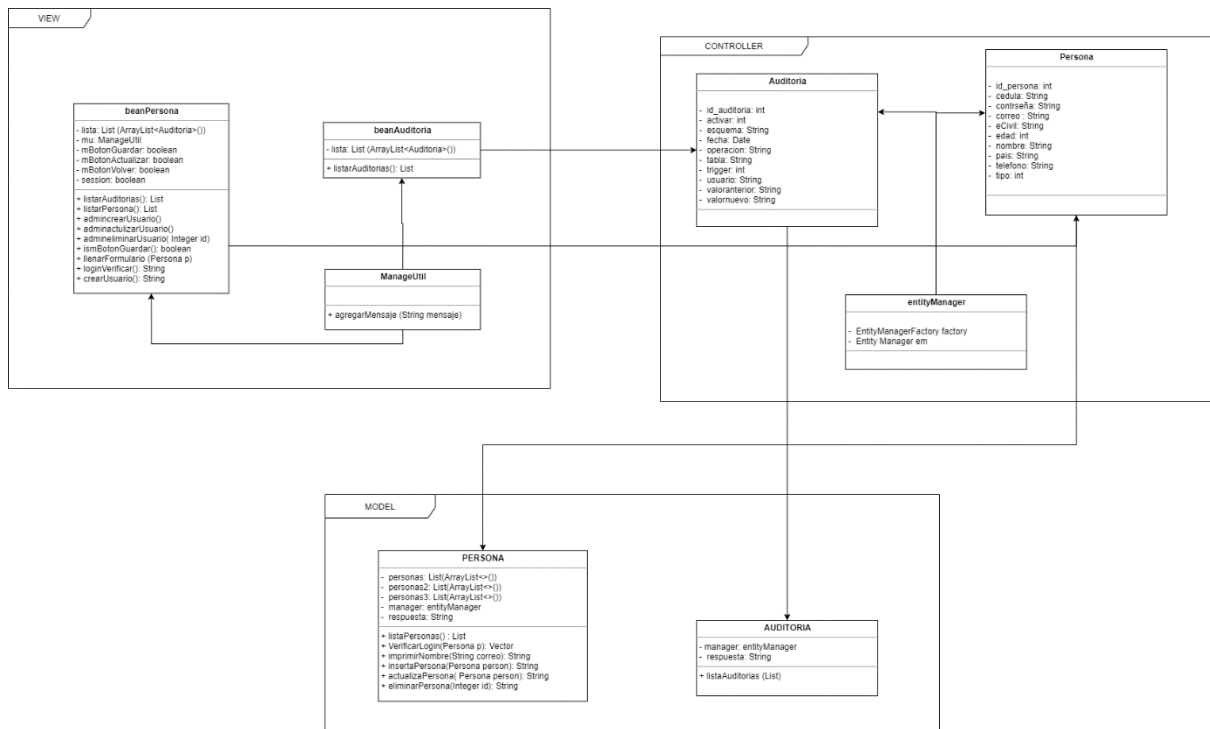 VIEW
beanPersona
- lista: List (ArrayList<Auditoria>())
- mu: ManageUtil
- mBotonGuardar: boolean
- mBotonActualizar: boolean
- mBotonVolver: boolean
- session: boolean
+ listarAuditorias(): List
+ listarPersona(): List
+ admincrearUsuario()
+ adminactulizarUsuario()
+ admineliminarUsuario( Integer id)
+ ismBotonGuardar(): boolean
+ llenarFormulario (Persona p)
+ loginVerificar(): String
+ crearUsuario(): String
beanAuditoria
- lista: List (ArrayList<Auditoria>())
+ listarAuditorias(): List
ManageUtil
+ agregarMensaje (String mensaje)
CONTROLLER
Auditoria
- id_auditoria: int
- activar: int
- esquema: String
- fecha: Date
- operacion: String
- tabla: String
- trigger: int
- usuario: String
- valoranterior: String
- valornuevo: String
Persona
- id_persona: int
- cedula: String
- contrseña: String
- correo : String
- eCivil: String
- edad: int
- nombre: String
- pais: String
- telefono: String
- tipo: int
entityManager
- EntityManagerFactory factory
- Entity Manager em
MODEL
PERSONA
- personas: List(ArrayList<>())
- personas2: List(ArrayList<>())
- personas3: List(ArrayList<>())
- manager: entityManager
- respuesta: String
+ listaPersonas() : List
+ VerificarLogin(Persona p): Vector
+ imprimirNombre(String correo): String
+ insertaPersona(Persona person): String
+ actualizaPersona( Persona person): String
+ eliminarPersona(Integer id): String
AUDITORIA
- manager: entityManager
- respuesta: String
+ listaAuditorias (List)